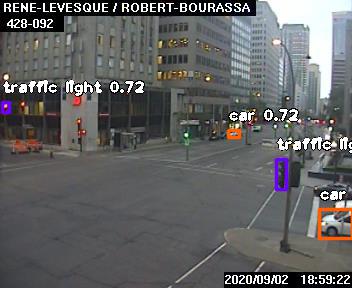 RENE-LEVESQUE / ROBERT-BOURASSA
428-092
traffic light 0.72
car 0.72
traffic lig
car
2020/09/02 18:59:22